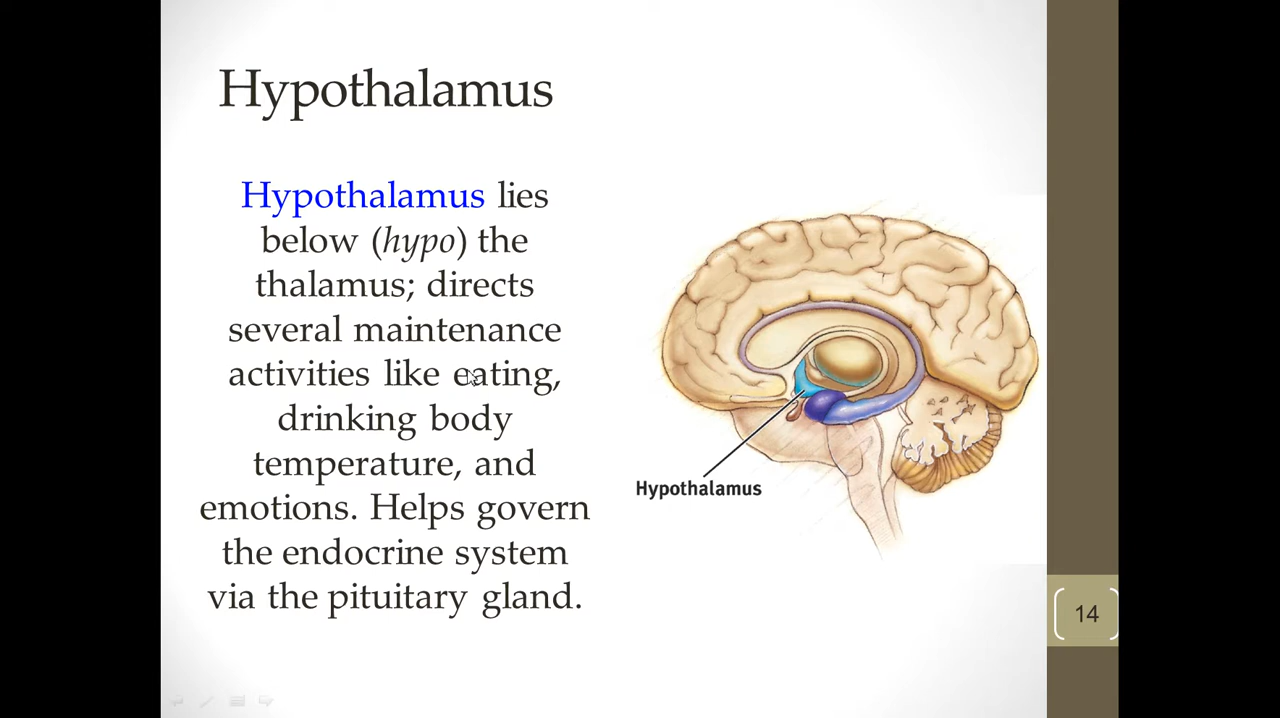 Hypothalamus
Hypothalamus lies
below (hypo) the
thalamus; directs
several maintenance
activities like eating,
drinking body
temperature, and
emotions. Helps govern
the endocrine system
via the pituitary gland.
Hypothalamus
14